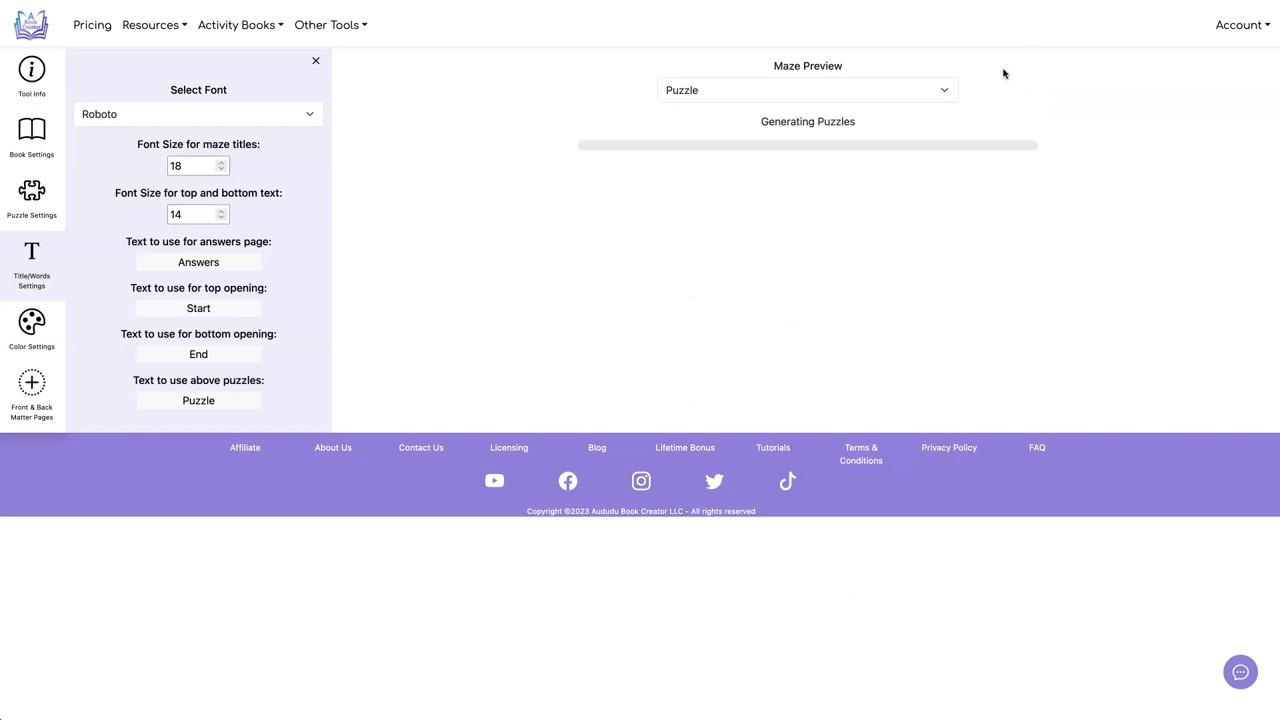 A
Book
Creator
Pricing
Resources
Activity Books
Other Tools
Account
Tool Info
Book Settings
Puzzle Settings
Title/Words
Settings
Color Settings
Front & Back
Matter Pages
Select Font
Roboto
Font Size for maze titles:
18
Font Size for top and bottom text:
14
Text to use for answers page:
Answers
Text to use for top opening:
Start
Text to use for bottom opening:
End
Text to use above puzzles:
Puzzle
Maze Preview
Puzzle
Generating Puzzles
Affiliate
About Us
Contact Us
Licensing
Blog
Lifetime Bonus
Tutorials
Terms &
Conditions
Privacy Policy
FAQ
Copyright ©2023 Aududu Book Creator LLC - All rights reserved